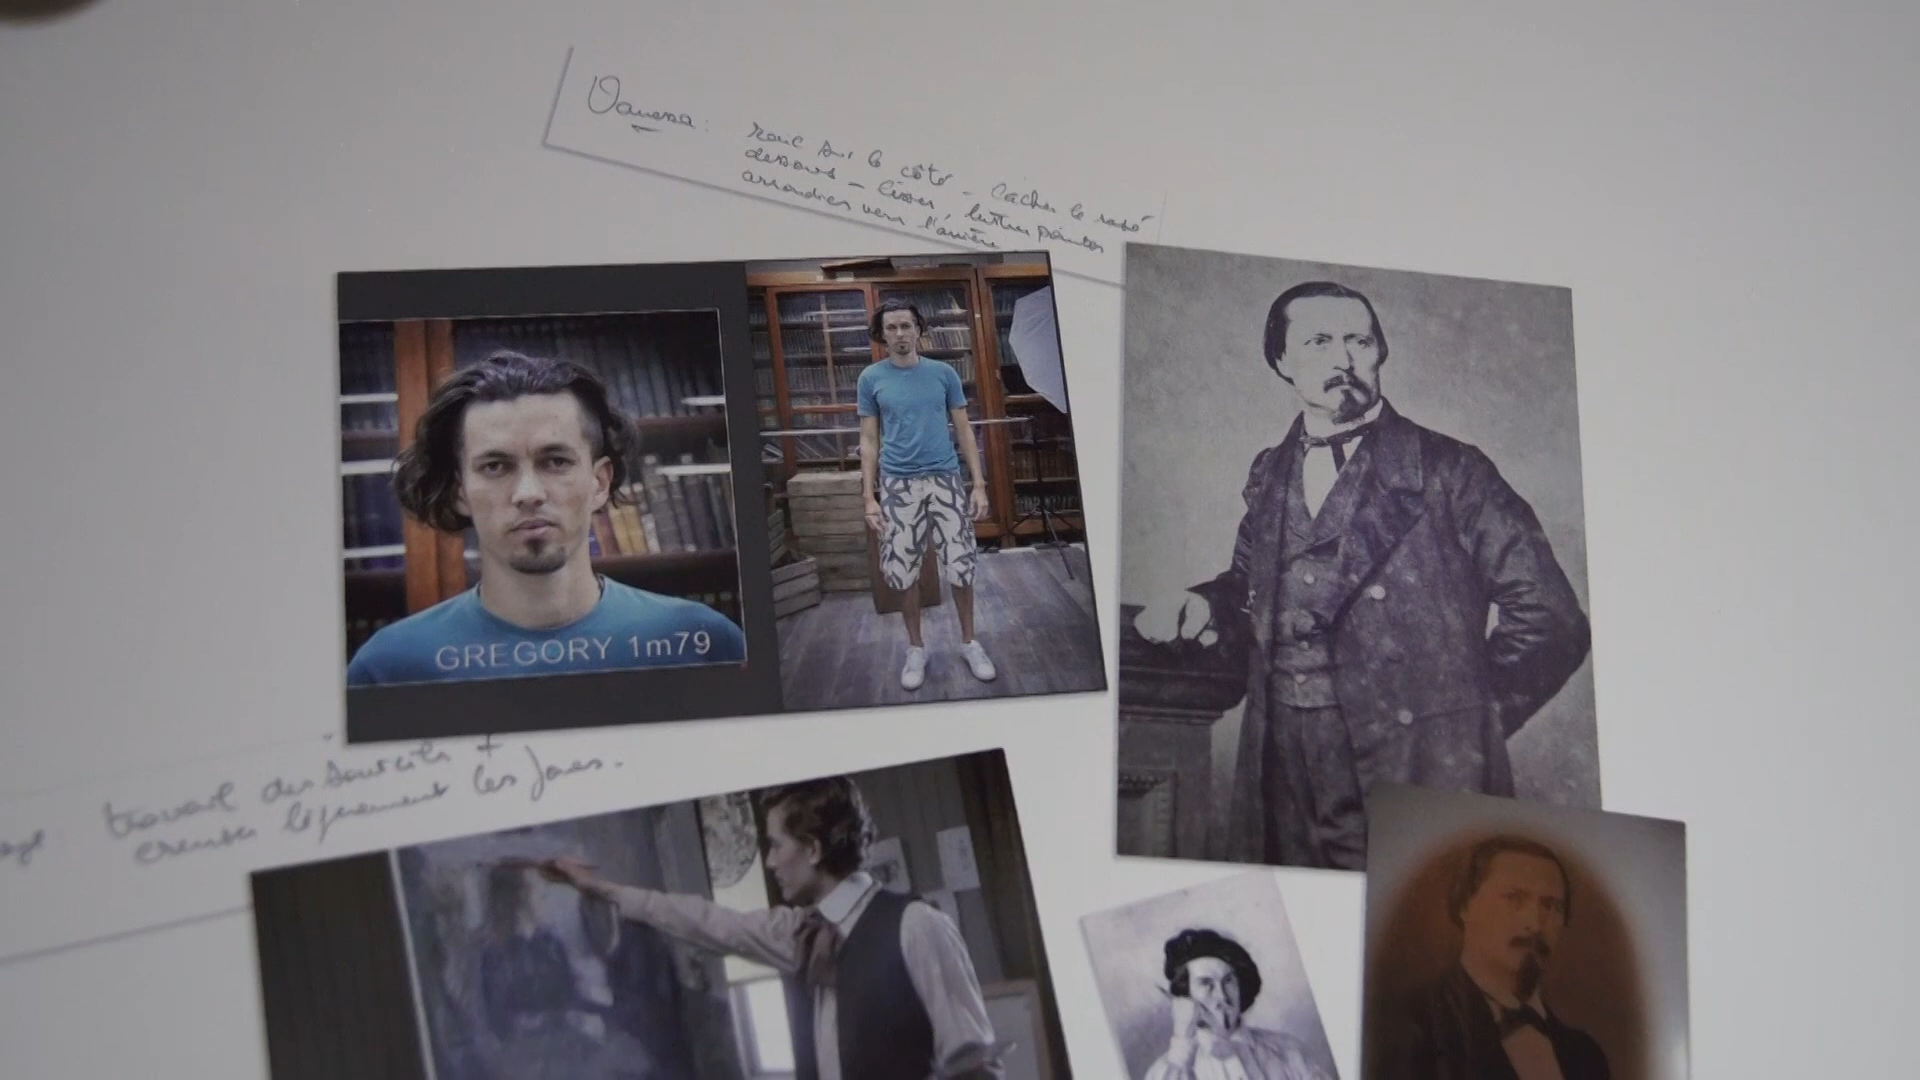 Vanessa : raie sur le côté - cacher le rasé
dessous - lisser,
arrondies vers l'arrière
GREGORY 1m79
travail des sourcils +
creuser légèrement les joues.